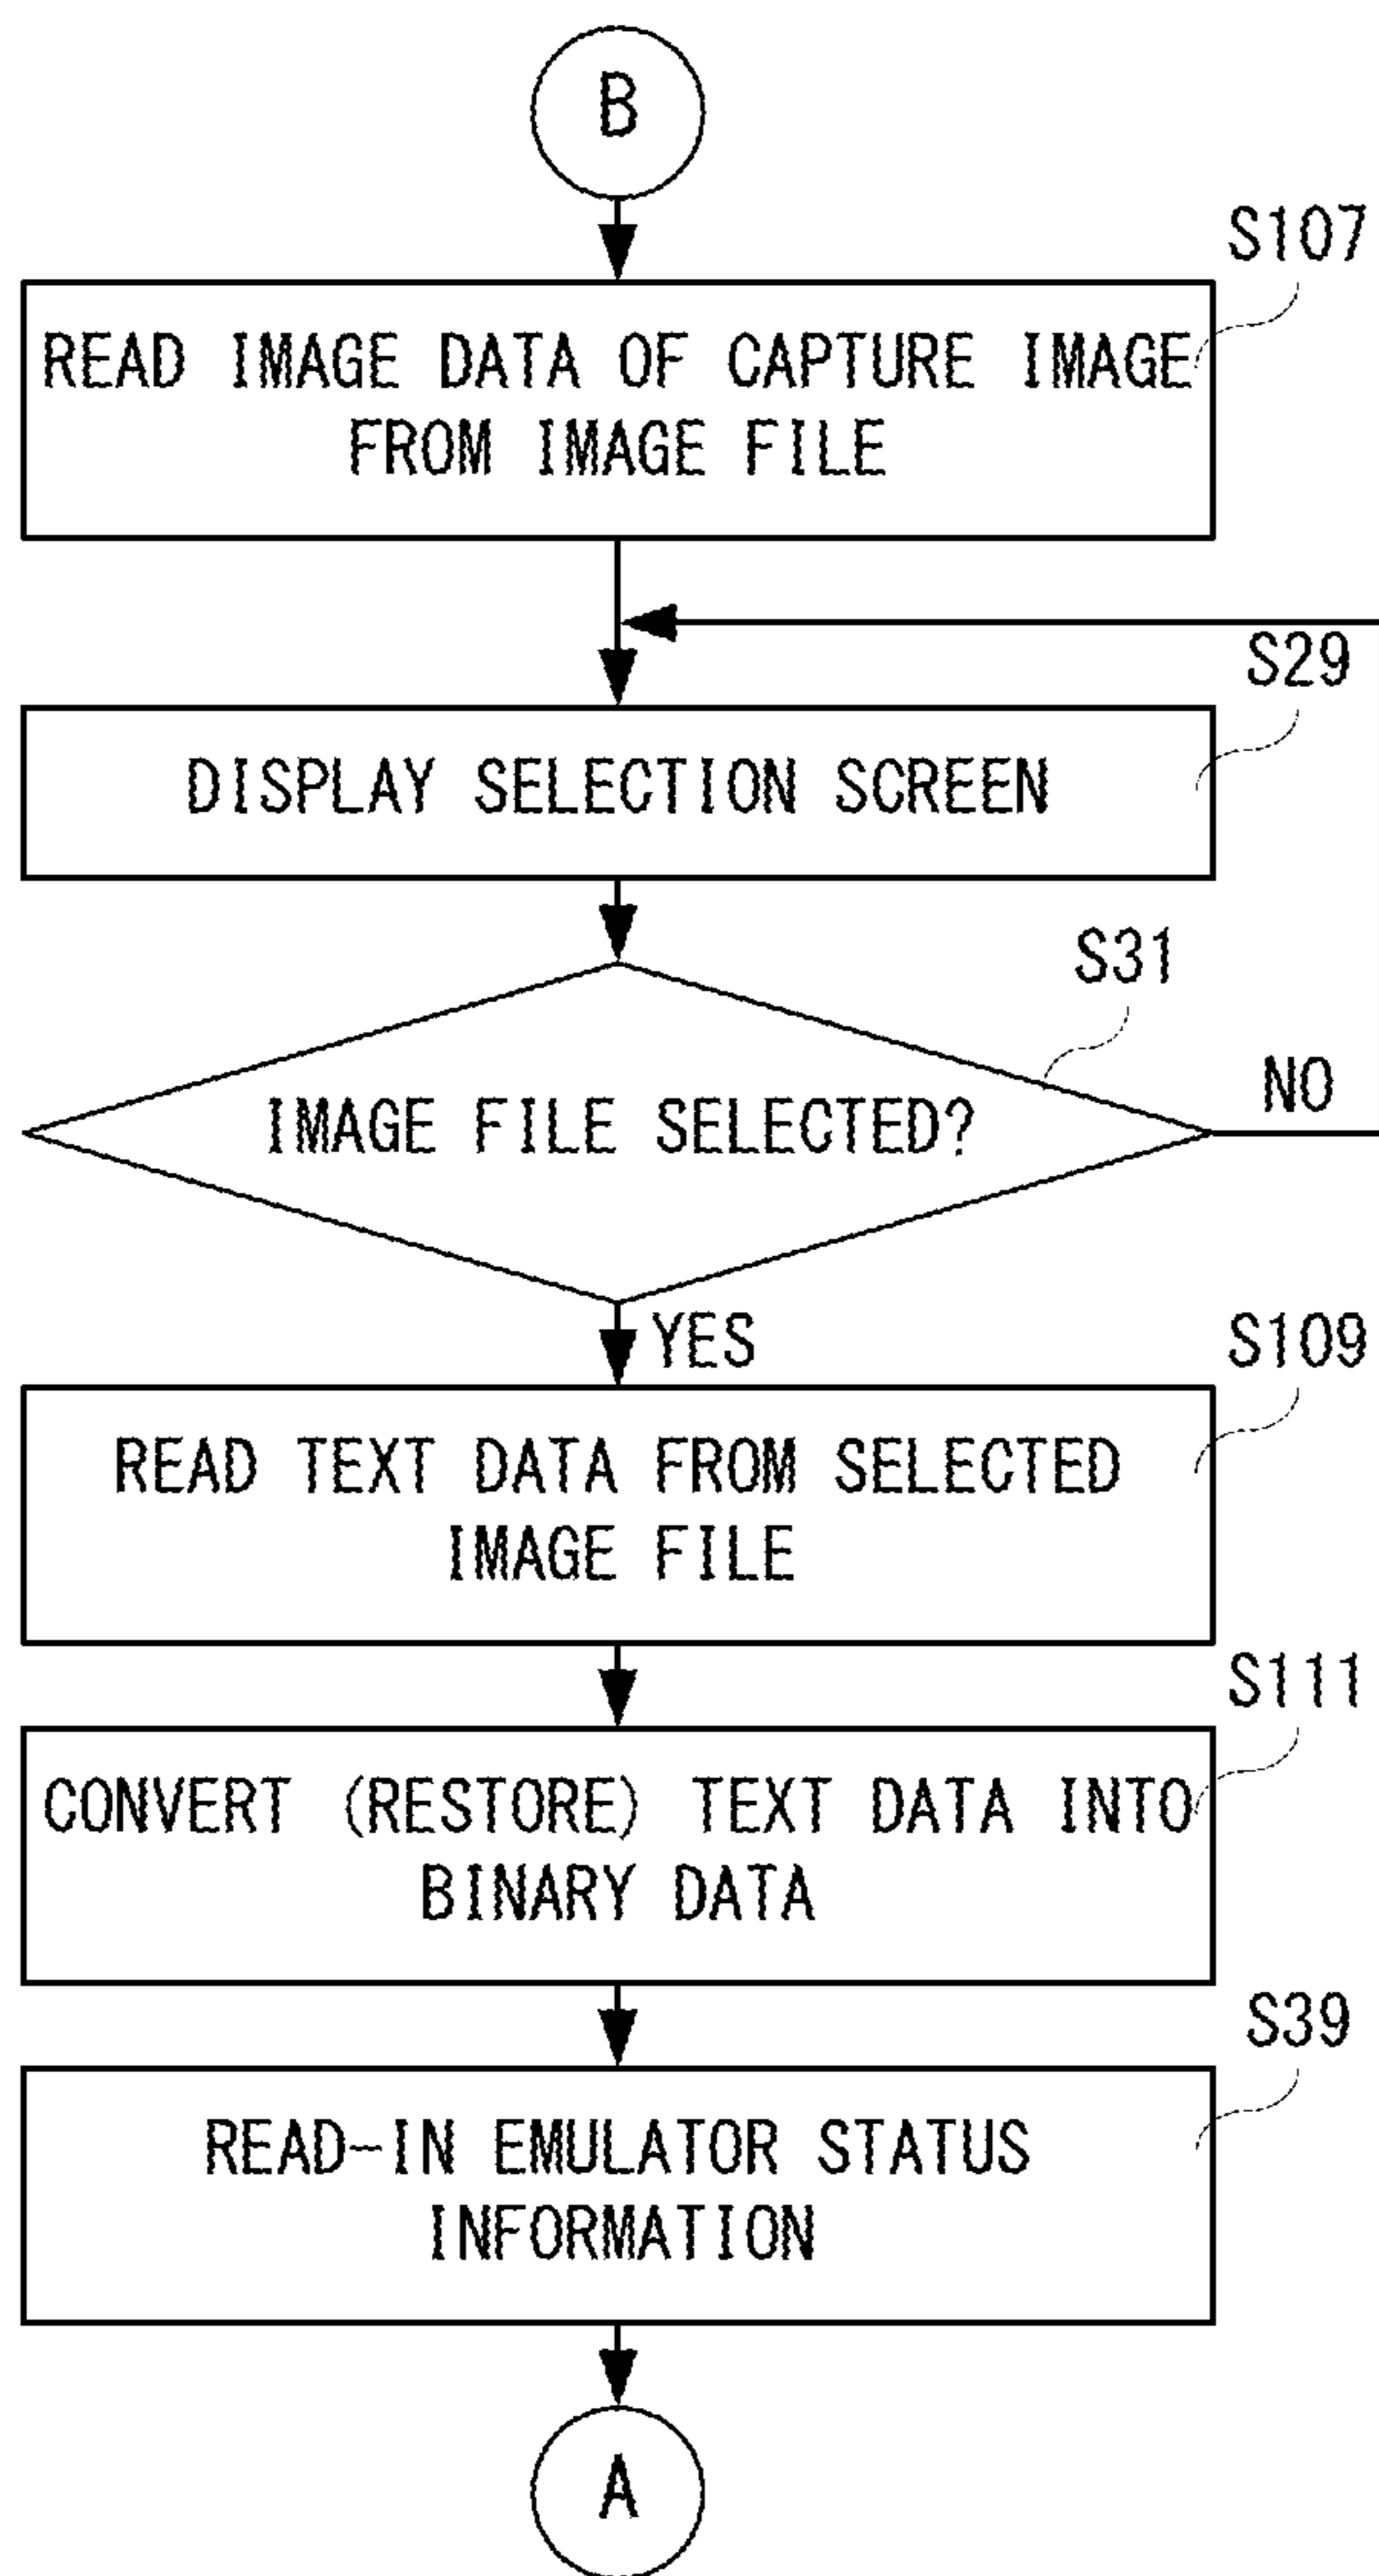 B
S107
READ IMAGE DATA OF CAPTURE IMAGE
FROM IMAGE FILE
S29
DISPLAY SELECTION SCREEN
S31
IMAGE FILE SELECTED?
NO
YES
S109
READ TEXT DATA FROM SELECTED
IMAGE FILE
S111
CONVERT (RESTORE) TEXT DATA INTO
BINARY DATA
S39
READ-IN EMULATOR STATUS
INFORMATION
A